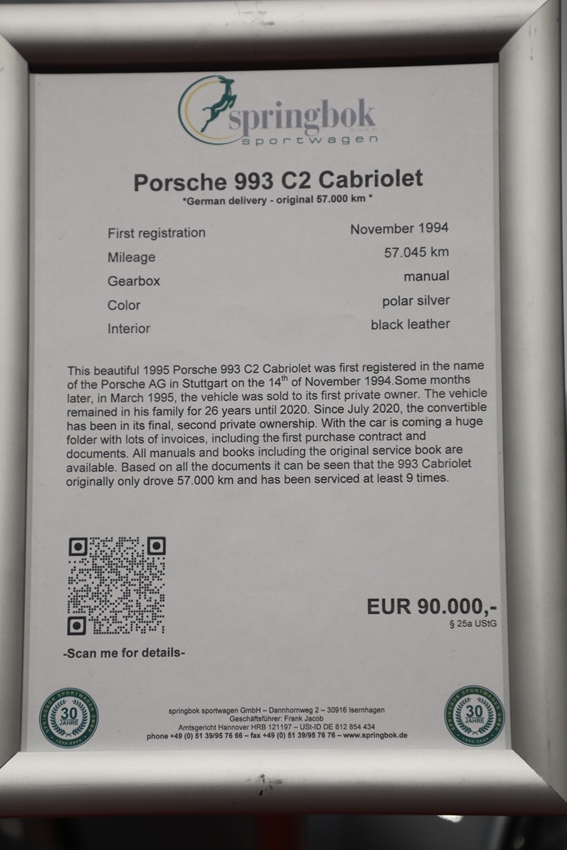 springbok
sportwagen
Porsche 993 C2 Cabriolet
*German delivery - original 57.000 km *
First registration November 1994
Mileage 57.045 km
Gearbox manual
Color polar silver
Interior black leather
This beautiful 1995 Porsche 993 C2 Cabriolet was first registered in the name
of the Porsche AG in Stuttgart on the 14th of November 1994.Some months
later, in March 1995, the vehicle was sold to its first private owner. The vehicle
remained in his family for 26 years until 2020. Since July 2020, the convertible
has been in its final, second private ownership. With the car is coming a huge
folder with lots of invoices, including the first purchase contract and
documents. All manuals and books including the original service book are
available. Based on all the documents it can be seen that the 993 Cabriolet
originally only drove 57.000 km and has been serviced at least 9 times.
EUR 90.000,-
§ 25a UStG
-Scan me for details-
30
JAHRE
springbok sportwagen GmbH – Dannhornweg 2 – 30916 Isernhagen
Geschäftsführer: Frank Jacob
Amtsgericht Hannover HRB 121197 – USt-ID DE 812 854 434
phone +49 (0) 51 39/95 76 66 – fax +49 (0) 51 39/95 76 76 – www.springbok.de
30
JAHRE